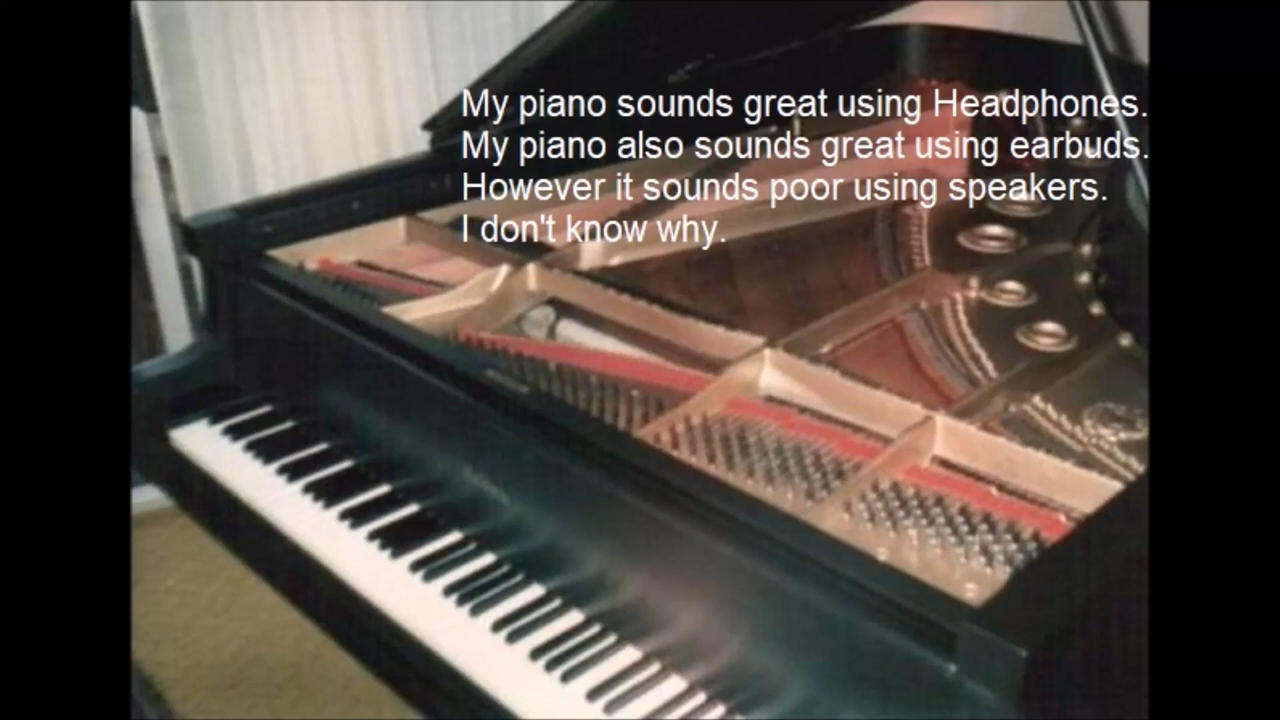 My piano sounds great using Headphones.
My piano also sounds great using earbuds.
However it sounds poor using speakers.
I don't know why.